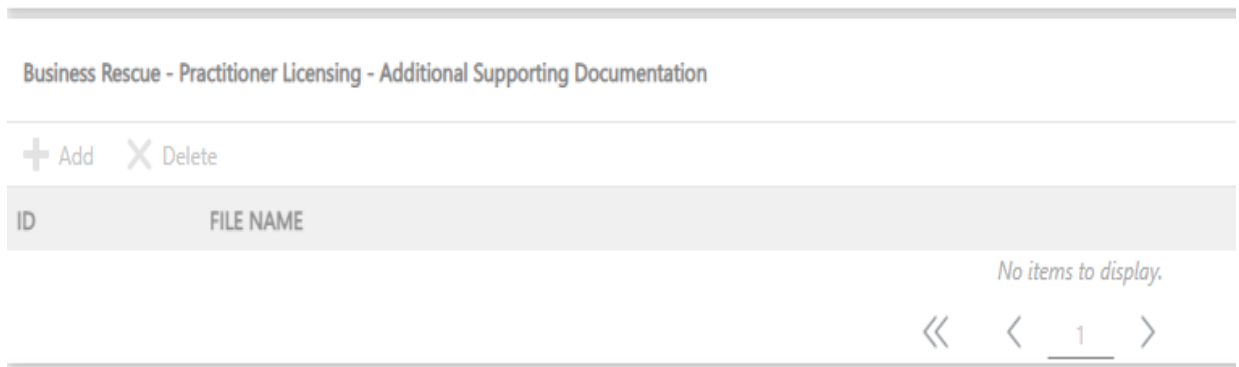 Business Rescue - Practitioner Licensing - Additional Supporting Documentation
Add Delete
ID FILE NAME
No items to display.
1